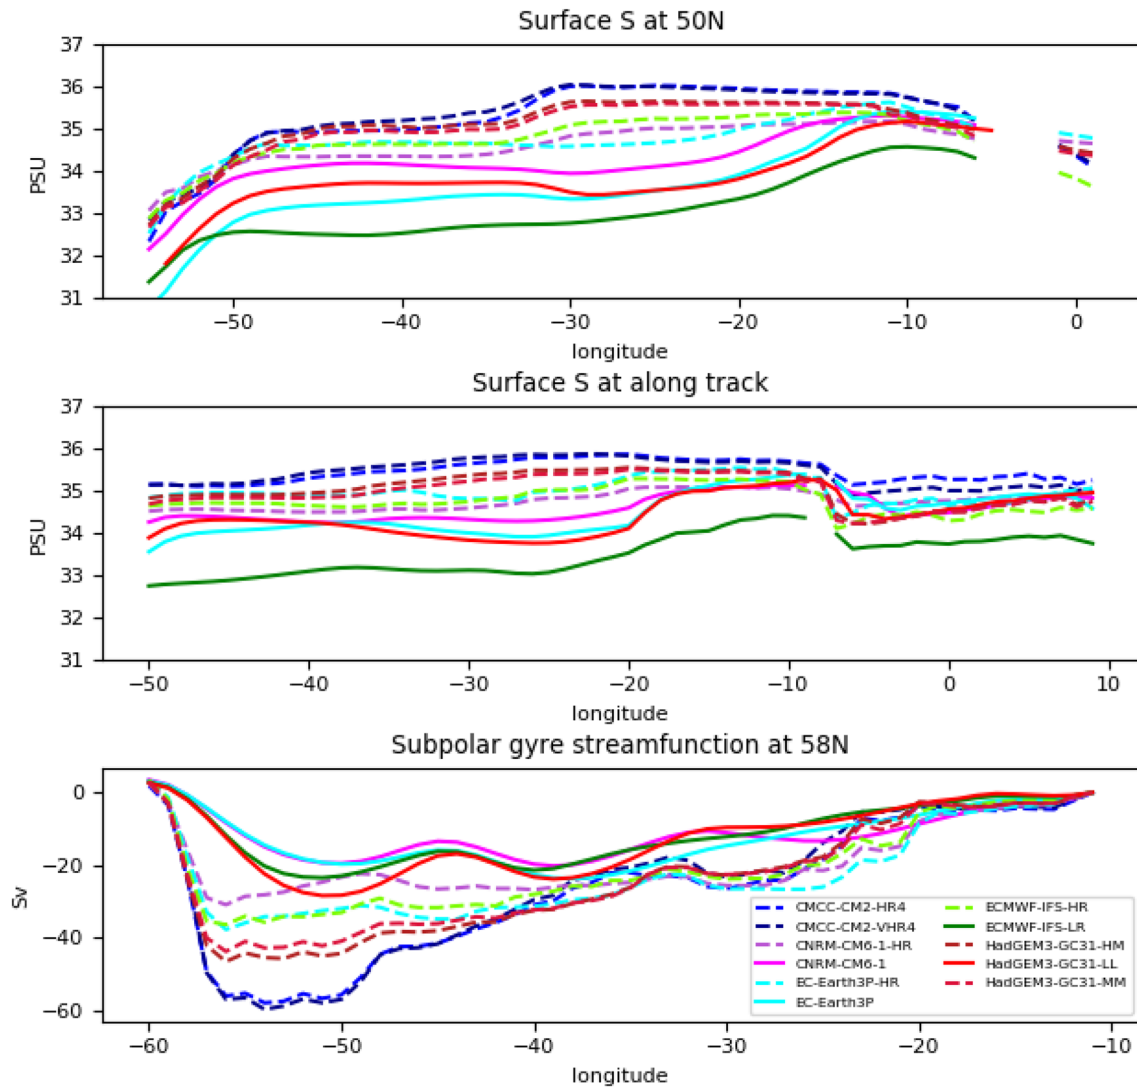 Surface S at 50N
37
36
35
34
33
32
31
PSU
−50 −40 −30 −20 −10 0
longitude
Surface S at along track
37
36
35
34
33
32
31
PSU
−50 −40 −30 −20 −10 0 10
longitude
Subpolar gyre streamfunction at 58N
0
−20
−40
−60
Sv
CMCC-CM2-HR4
CMCC-CM2-VHR4
CNRM-CM6-1-HR
CNRM-CM6-1
EC-Earth3P-HR
EC-Earth3P
ECMWF-IFS-HR
ECMWF-IFS-LR
HadGEM3-GC31-HM
HadGEM3-GC31-LL
HadGEM3-GC31-MM
−60 −50 −40 −30 −20 −10
longitude